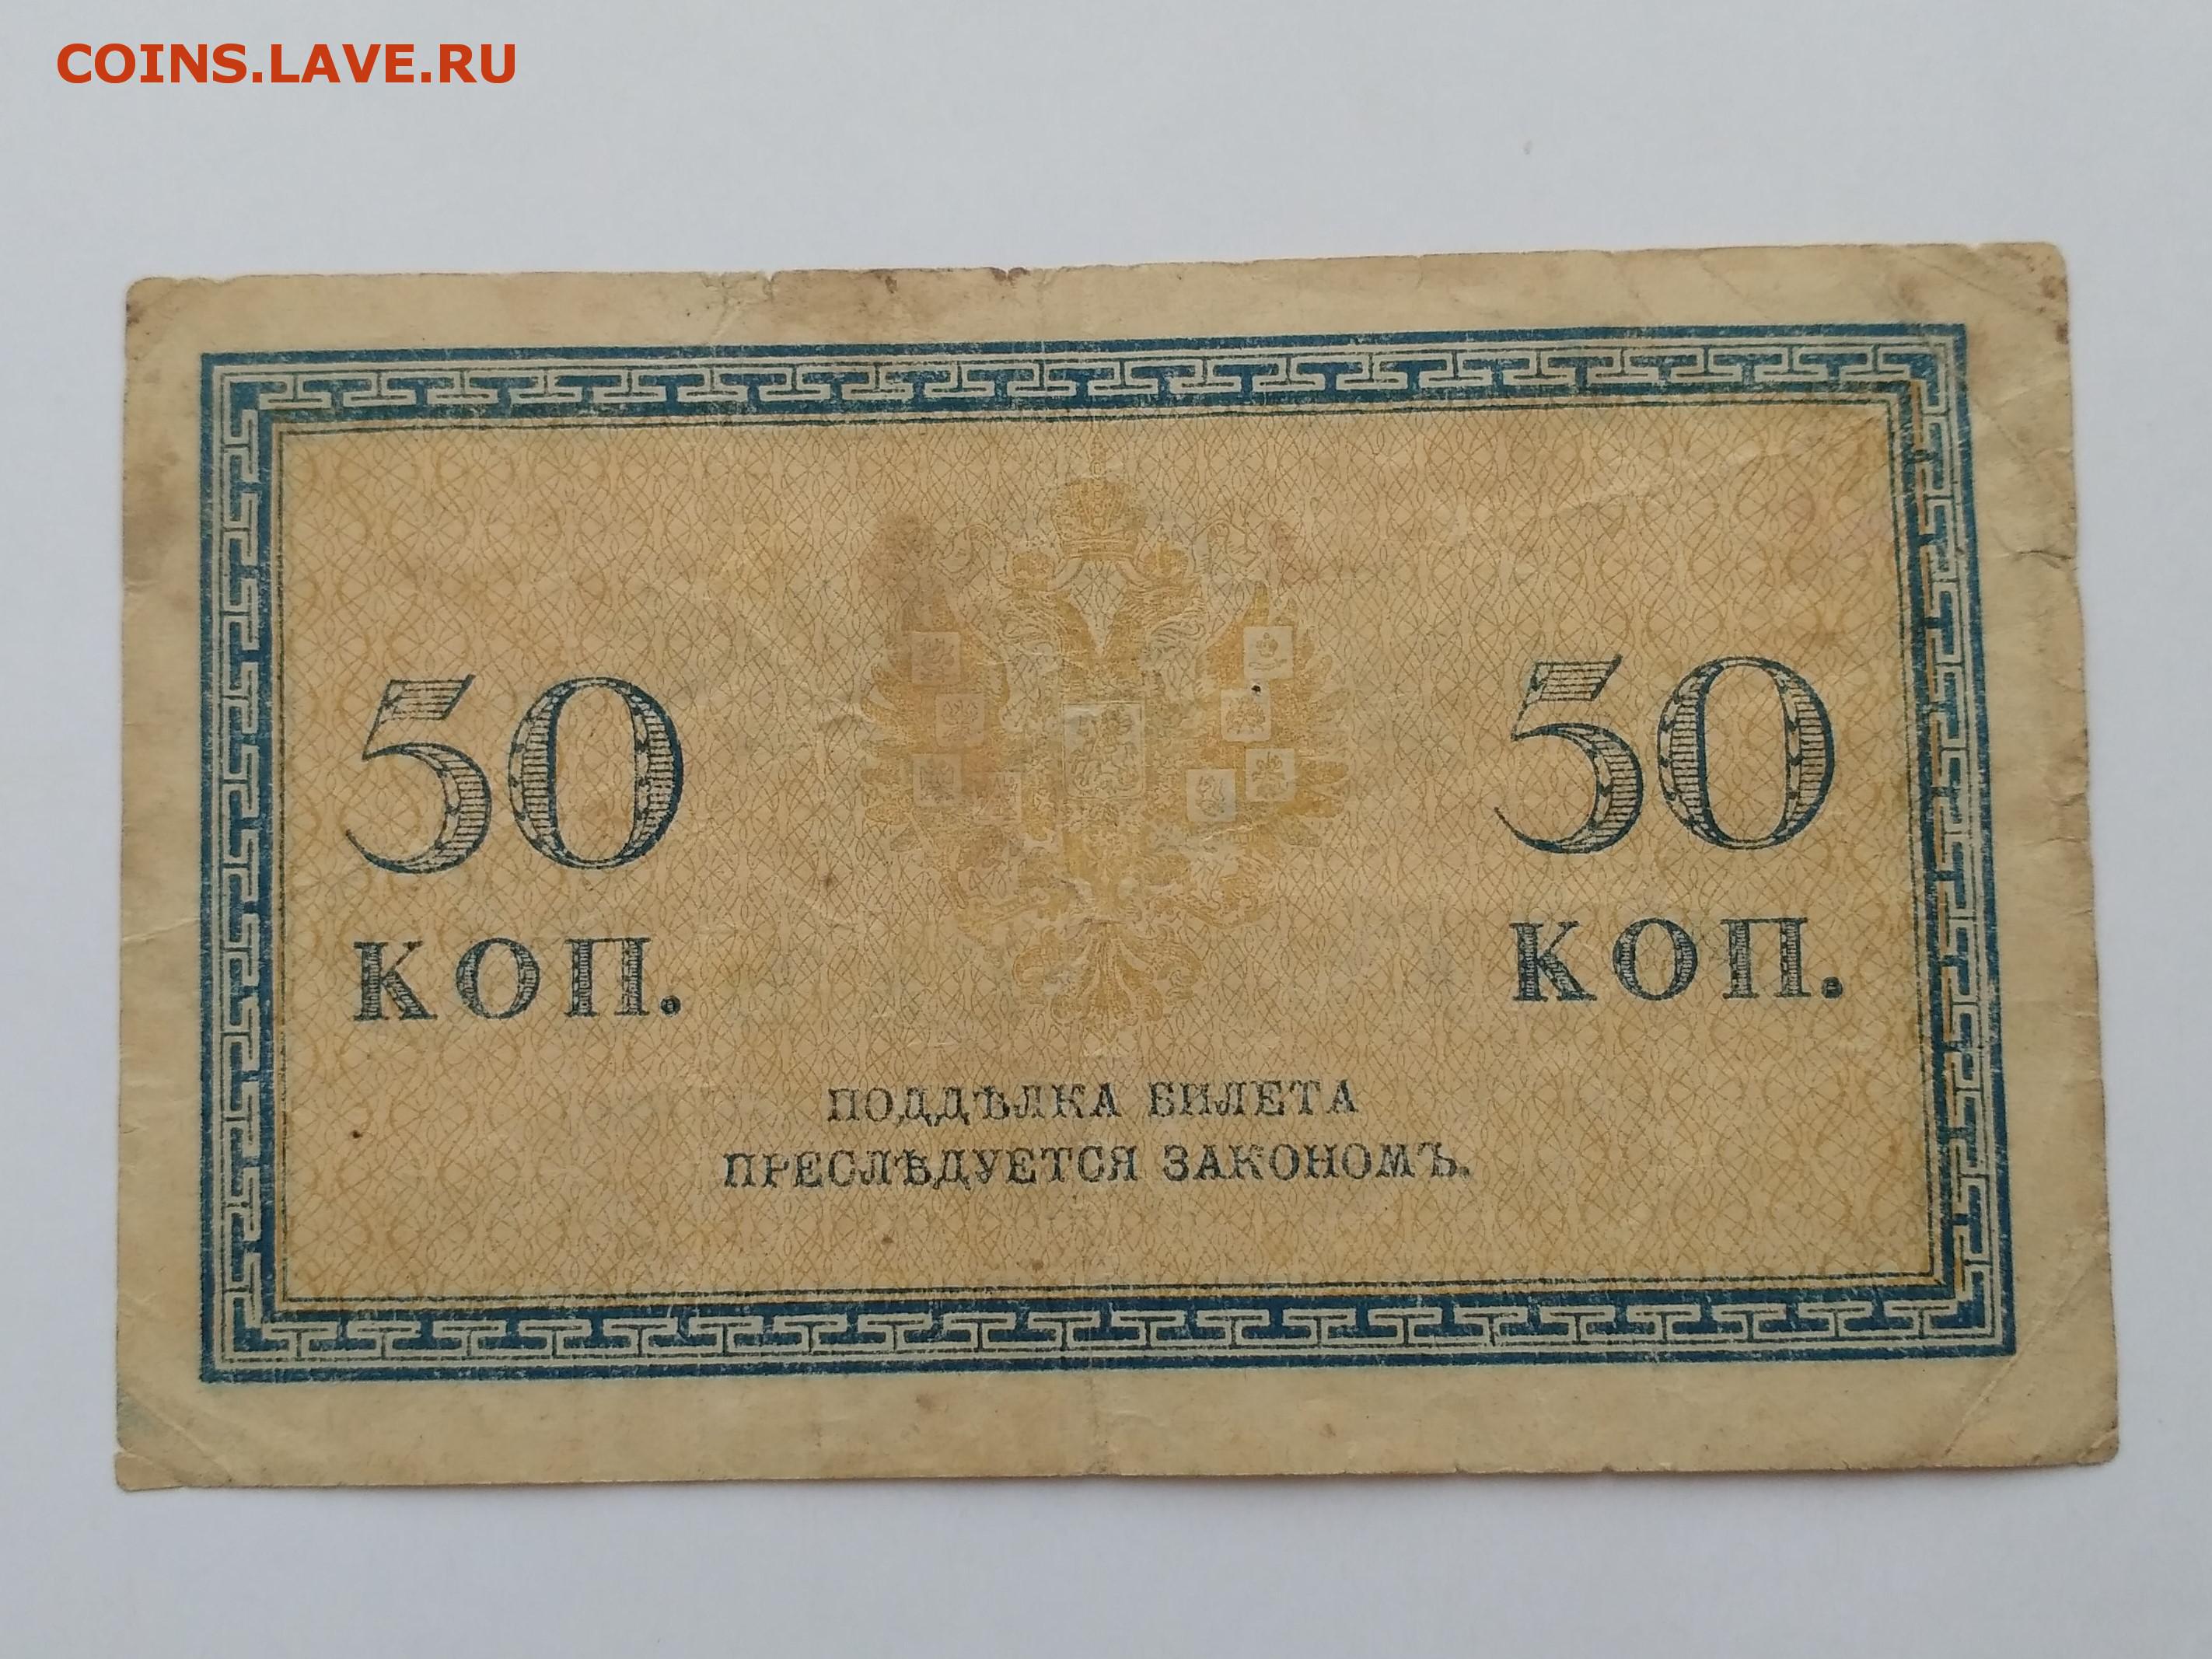 COINS.LAVE.RU
50
КОП.
50
КОП.
ПОДДѢЛКА БИЛЕТА
ПРЕСЛѢДУЕТСЯ ЗАКОНОМЪ.